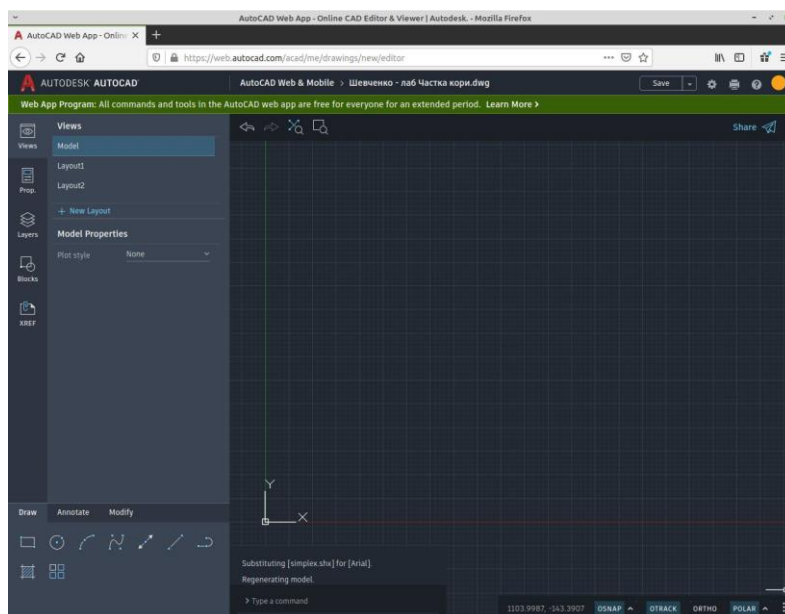 AutoCAD Web App - Online CAD Editor & Viewer | Autodesk. - Mozilla Firefox
AutoCAD Web App - Online
https://web.autocad.com/acad/me/drawings/new/editor
AUTODESK® AUTOCAD®
AutoCAD Web & Mobile > Шевченко - лаб Частка кори.dwg
Save
Web App Program: All commands and tools in the AutoCAD web app are free for everyone for an extended period. Learn More >
Views
Views
Model
Layout1
Layout2
+ New Layout
Model Properties
Plot style None
Prop.
Layers
Blocks
XREF
Share
Y
X
Draw Annotate Modify
Substituting [simplex.shx] for [Arial].
Regenerating model.
> Type a command
1103.9987, -143.3907 OSNAP OTRACK ORTHO POLAR